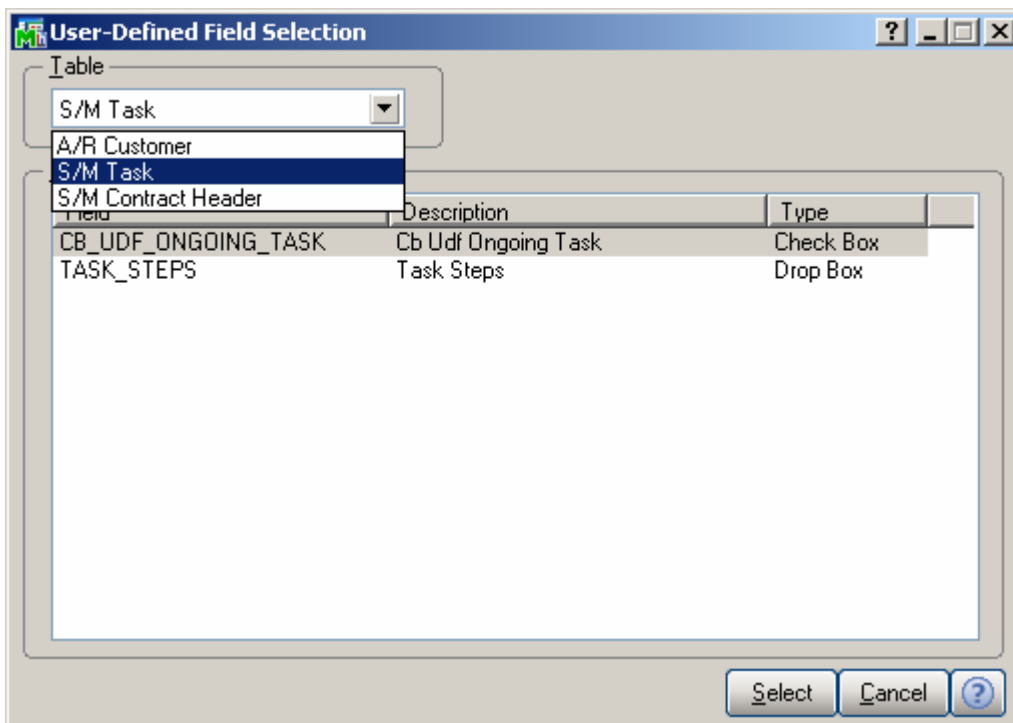 User-Defined Field Selection
Table
S/M Task
A/R Customer
S/M Task
S/M Contract Header
Field Description Type
CB_UDF_ONGOING_TASK Cb Udf Ongoing Task Check Box
TASK_STEPS Task Steps Drop Box
Select Cancel ?